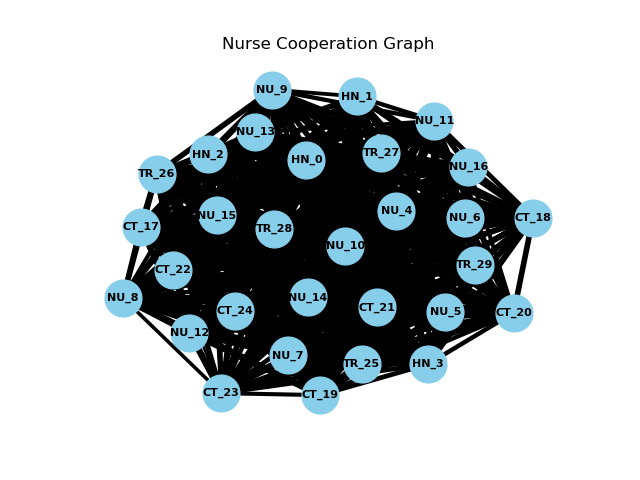 Nurse Cooperation Graph
NU_9
HN_1
NU_11
NU_13
HN_2
HN_0
TR_27
NU_16
TR_26
NU_15
TR_28
NU_4
NU_6
CT_18
CT_17
NU_10
CT_22
TR_29
NU_8
CT_24
NU_14
CT_21
NU_5
CT_20
NU_12
NU_7
TR_25
HN_3
CT_23
CT_19